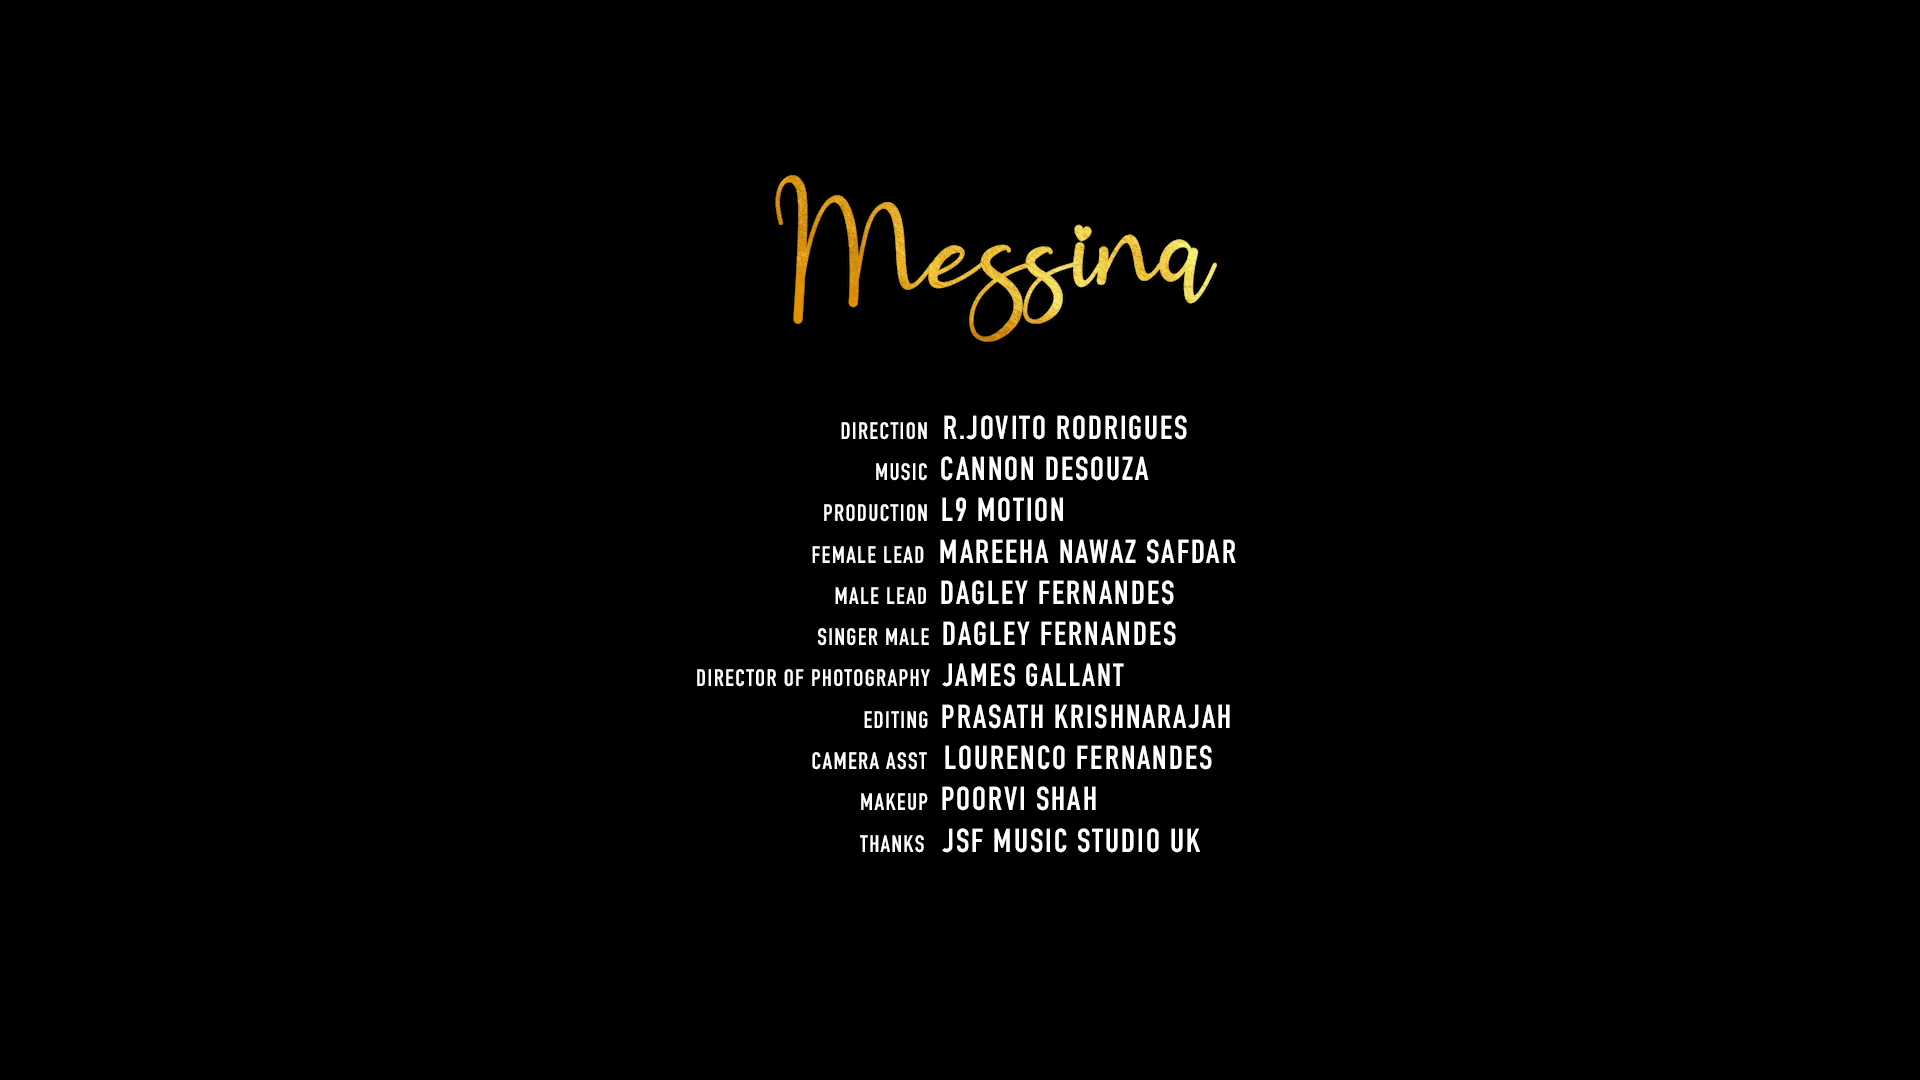 Messina
DIRECTION R.JOVITO RODRIGUES
MUSIC CANNON DESOUZA
PRODUCTION L9 MOTION
FEMALE LEAD MAREEHA NAWAZ SAFDAR
MALE LEAD DAGLEY FERNANDES
SINGER MALE DAGLEY FERNANDES
DIRECTOR OF PHOTOGRAPHY JAMES GALLANT
EDITING PRASATH KRISHNARAJAH
CAMERA ASST LOURENCO FERNANDES
MAKEUP POORVI SHAH
THANKS JSF MUSIC STUDIO UK